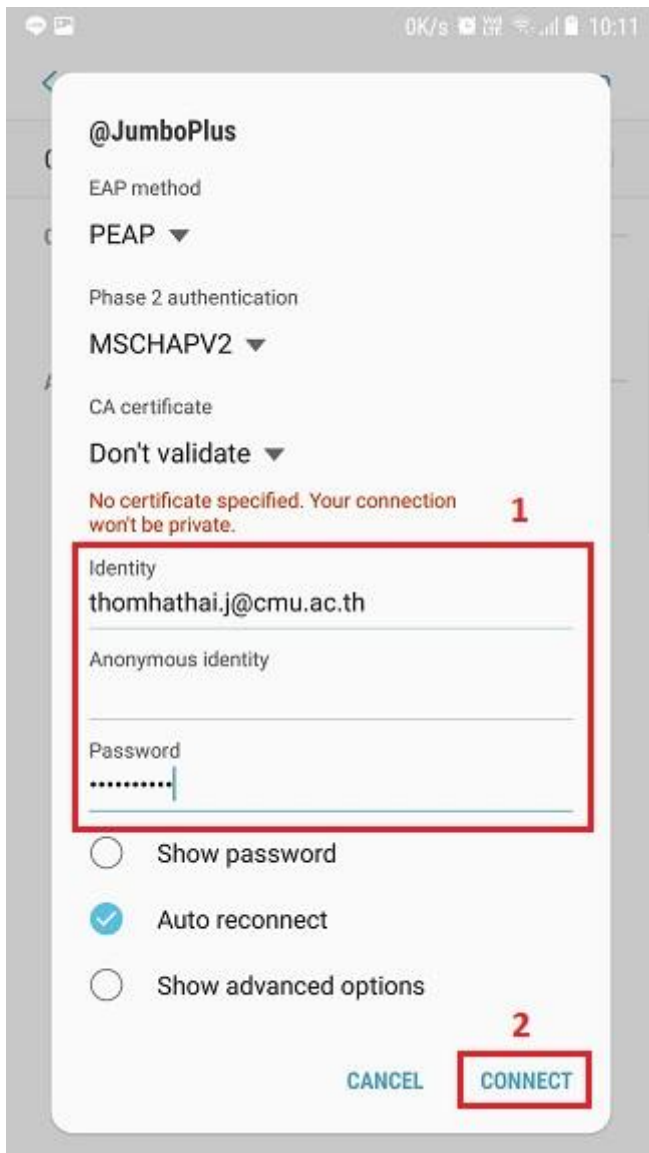 0K/s 10:11
@JumboPlus
EAP method
PEAP
Phase 2 authentication
MSCHAPV2
CA certificate
Don't validate
No certificate specified. Your connection
won't be private.
1
Identity
thomhathai.j@cmu.ac.th
Anonymous identity
Password
••••••••••
Show password
Auto reconnect
Show advanced options
2
CANCEL CONNECT